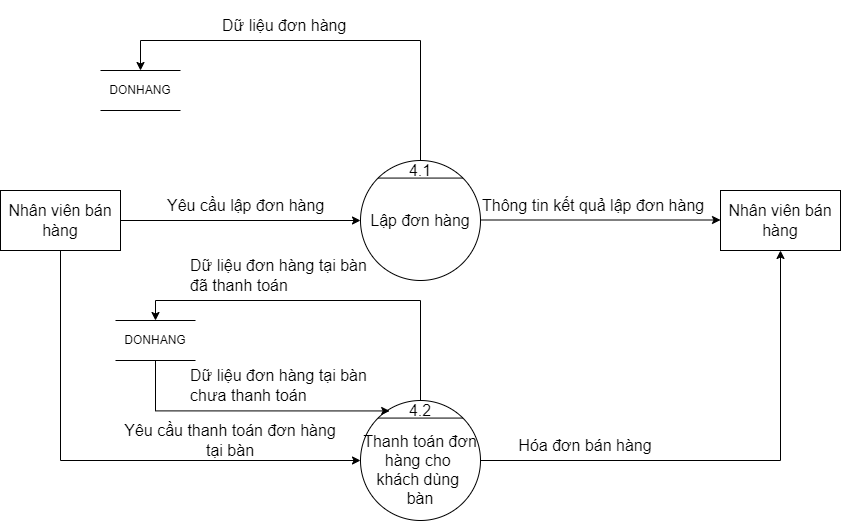 Dữ liệu đơn hàng
DONHANG
4.1
Lập đơn hàng
Nhân viên bán
hàng
Yêu cầu lập đơn hàng
Thông tin kết quả lập đơn hàng
Nhân viên bán
hàng
Dữ liệu đơn hàng tại bàn
đã thanh toán
DONHANG
Dữ liệu đơn hàng tại bàn
chưa thanh toán
4.2
Thanh toán đơn
hàng cho
khách dùng
bàn
Yêu cầu thanh toán đơn hàng
tại bàn
Hóa đơn bán hàng